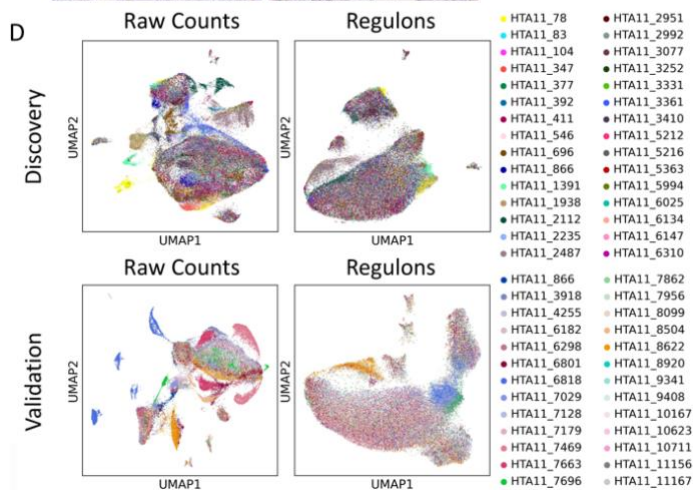 D
Raw Counts
Regulons
Discovery
UMAP2
UMAP1
UMAP2
UMAP1
HTA11_78
HTA11_83
HTA11_104
HTA11_347
HTA11_377
HTA11_392
HTA11_411
HTA11_546
HTA11_696
HTA11_866
HTA11_1391
HTA11_1938
HTA11_2112
HTA11_2235
HTA11_2487
HTA11_2951
HTA11_2992
HTA11_3077
HTA11_3252
HTA11_3331
HTA11_3361
HTA11_3410
HTA11_5212
HTA11_5216
HTA11_5363
HTA11_5994
HTA11_6025
HTA11_6134
HTA11_6147
HTA11_6310
Raw Counts
Regulons
Validation
UMAP2
UMAP1
UMAP2
UMAP1
HTA11_866
HTA11_3918
HTA11_4255
HTA11_6182
HTA11_6298
HTA11_6801
HTA11_6818
HTA11_7029
HTA11_7128
HTA11_7179
HTA11_7469
HTA11_7663
HTA11_7696
HTA11_7862
HTA11_7956
HTA11_8099
HTA11_8504
HTA11_8622
HTA11_8920
HTA11_9341
HTA11_9408
HTA11_10167
HTA11_10623
HTA11_10711
HTA11_11156
HTA11_11167